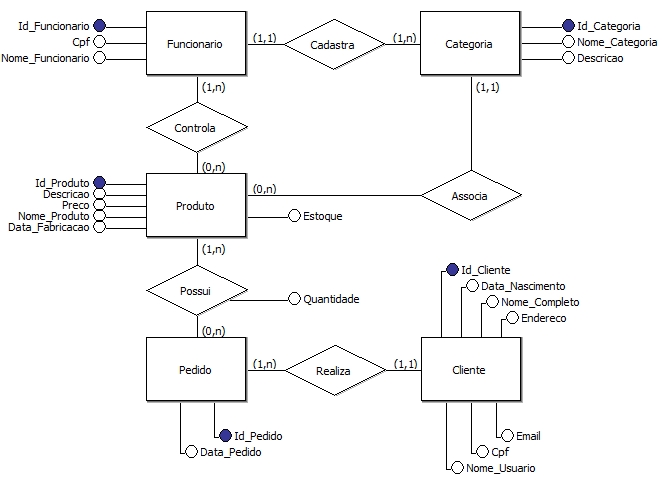 Id_Funcionario
Cpf
Nome_Funcionario
Funcionario
(1,1)
Cadastra
(1,n)
Categoria
Id_Categoria
Nome_Categoria
Descricao
(1,n)
(1,1)
Controla
(0,n)
Id_Produto
Descricao
Preco
Nome_Produto
Data_Fabricacao
Produto
(0,n)
Associa
Estoque
(1,n)
Possui
Quantidade
(0,n)
Id_Cliente
Data_Nascimento
Nome_Completo
Endereco
Pedido
(1,n)
Realiza
(1,1)
Cliente
Id_Pedido
Data_Pedido
Email
Cpf
Nome_Usuario